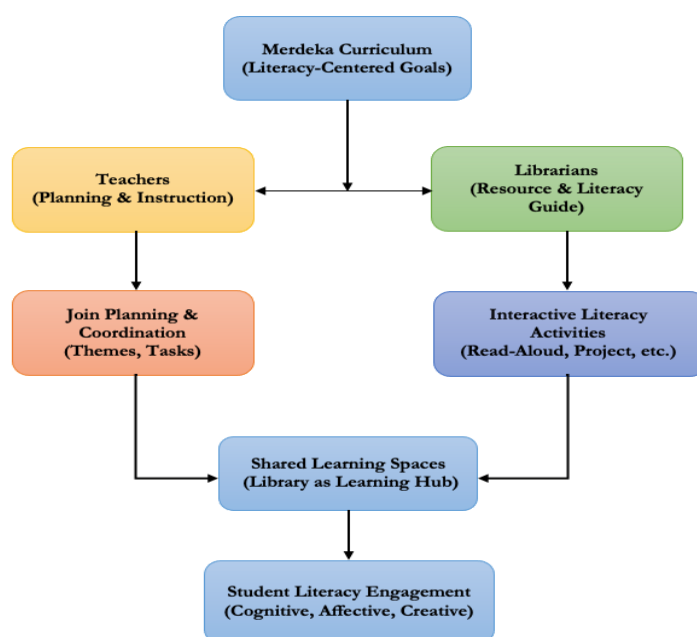 Merdeka Curriculum
(Literacy-Centered Goals)
Teachers
(Planning & Instruction)
Librarians
(Resource & Literacy
Guide)
Join Planning &
Coordination
(Themes, Tasks)
Interactive Literacy
Activities
(Read-Aloud, Project, etc.)
Shared Learning Spaces
(Library as Learning Hub)
Student Literacy Engagement
(Cognitive, Affective, Creative)